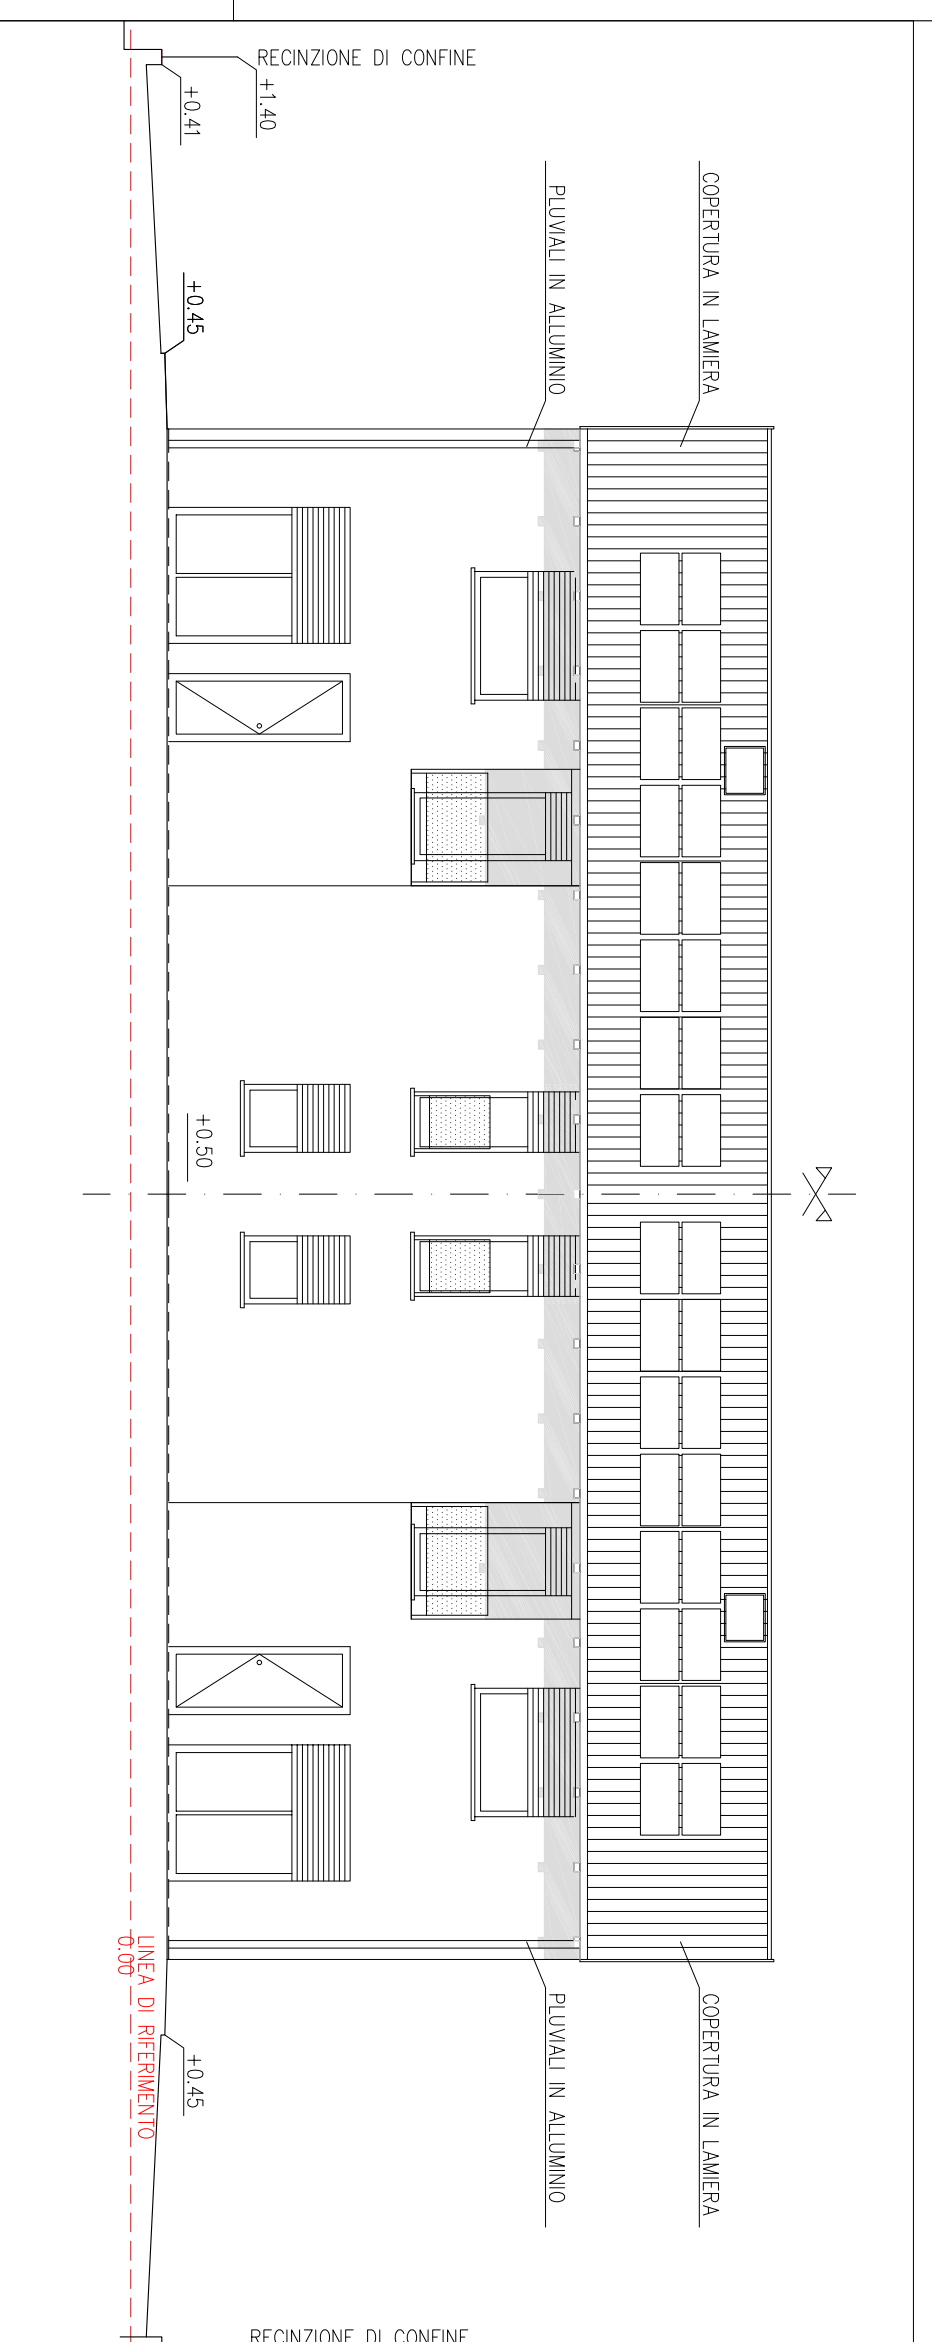 RECINZIONE DI CONFINE
+1.40
+0.41
COPERTURA IN LAMIERA
PLUVIALI IN ALLUMINIO
+0.45
+0.50
COPERTURA IN LAMIERA
PLUVIALI IN ALLUMINIO
+0.45
LINEA DI RIFERIMENTO
0.00
RECINZIONE DI CONFINE